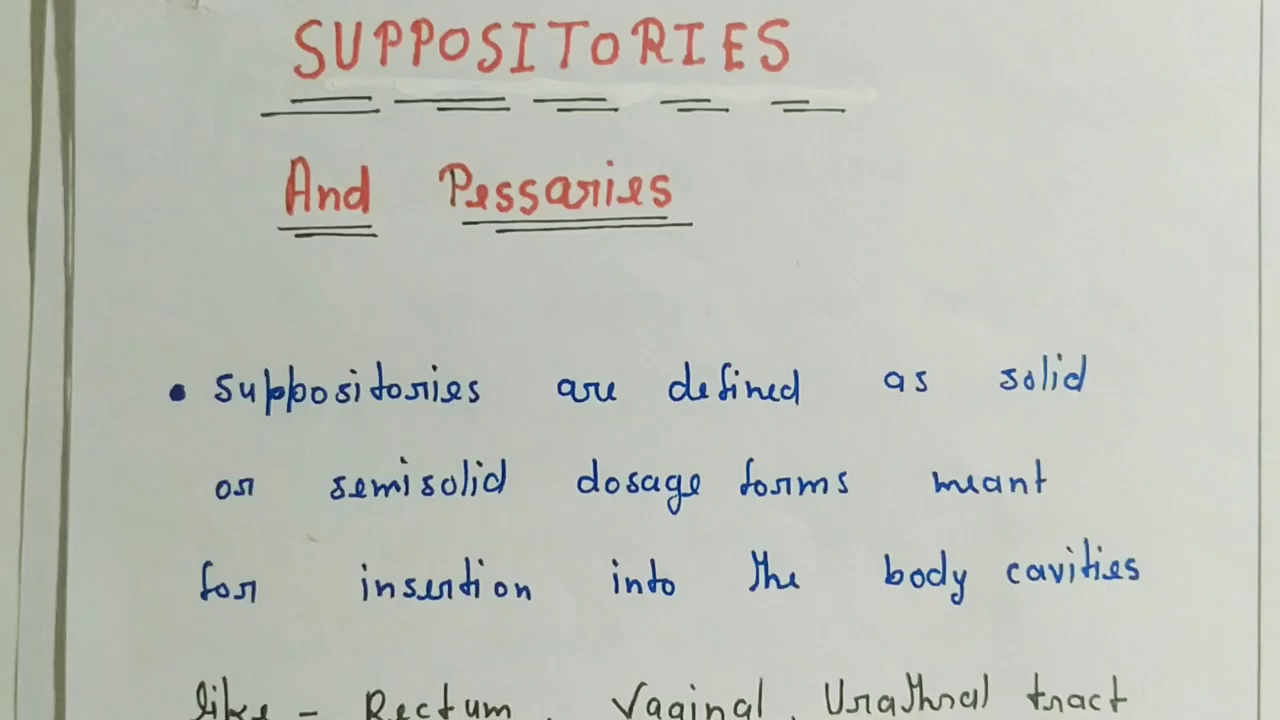 SUPPOSITORIES
And Pessaries
• suppositories are defined as solid
or semisolid dosage forms meant
for insertion into the body cavities
like - Rectum, Vaginal, Urathral tract